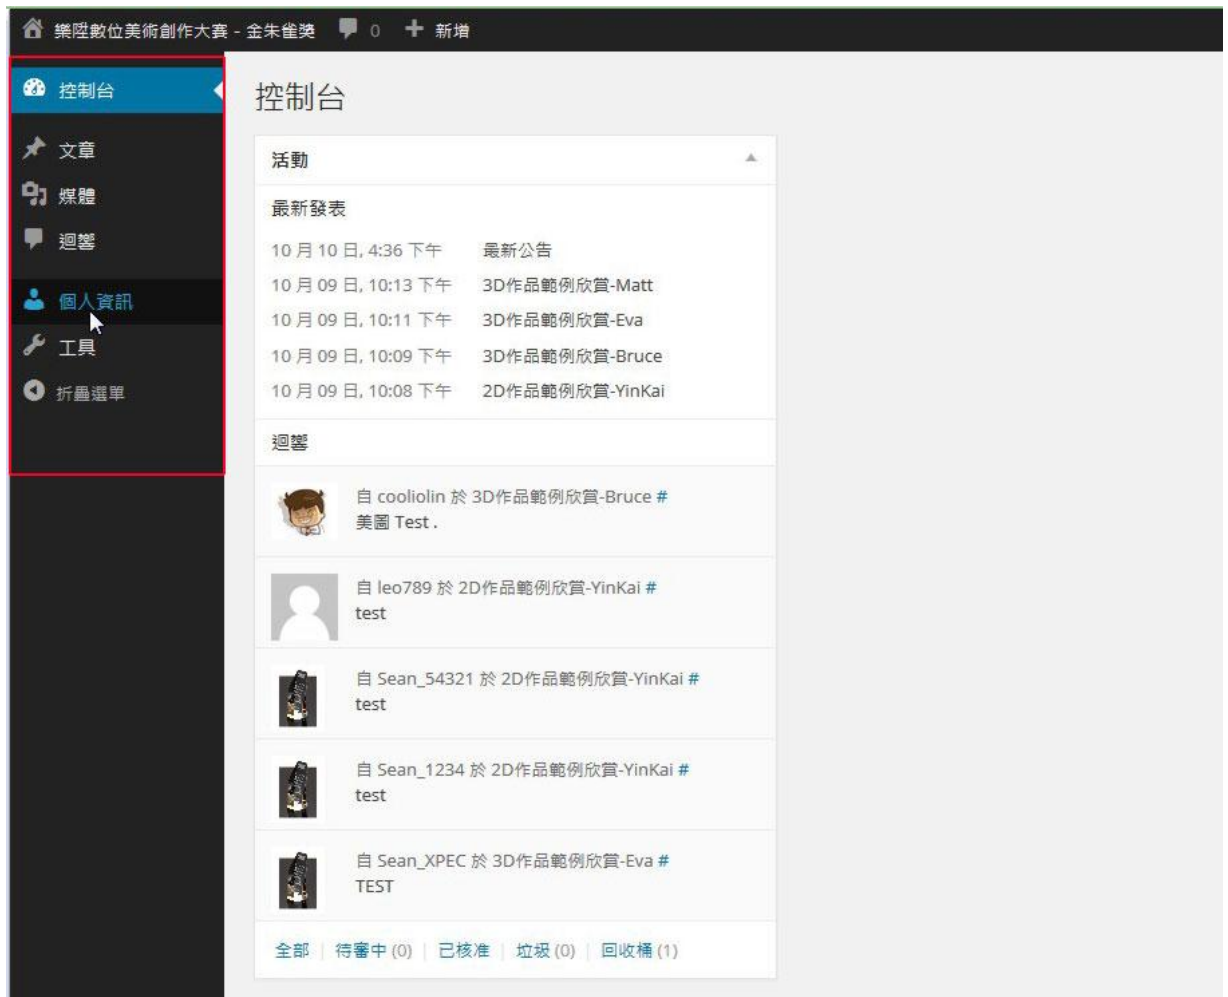 樂陞數位美術創作大賽 - 金朱雀獎 0 新增
控制台
文章
媒體
迴響
個人資訊
工具
折疊選單
控制台
活動
最新發表
10 月 10 日, 4:36 下午 最新公告
10 月 09 日, 10:13 下午 3D作品範例欣賞-Matt
10 月 09 日, 10:11 下午 3D作品範例欣賞-Eva
10 月 09 日, 10:09 下午 3D作品範例欣賞-Bruce
10 月 09 日, 10:08 下午 2D作品範例欣賞-YinKai
迴響
自 cooliolin 於 3D作品範例欣賞-Bruce #
美圖 Test .
自 leo789 於 2D作品範例欣賞-YinKai #
test
自 Sean_54321 於 2D作品範例欣賞-YinKai #
test
自 Sean_1234 於 2D作品範例欣賞-YinKai #
test
自 Sean_XPEC 於 3D作品範例欣賞-Eva #
TEST
全部 | 待審中 (0) | 已核准 | 垃圾 (0) | 回收桶 (1)